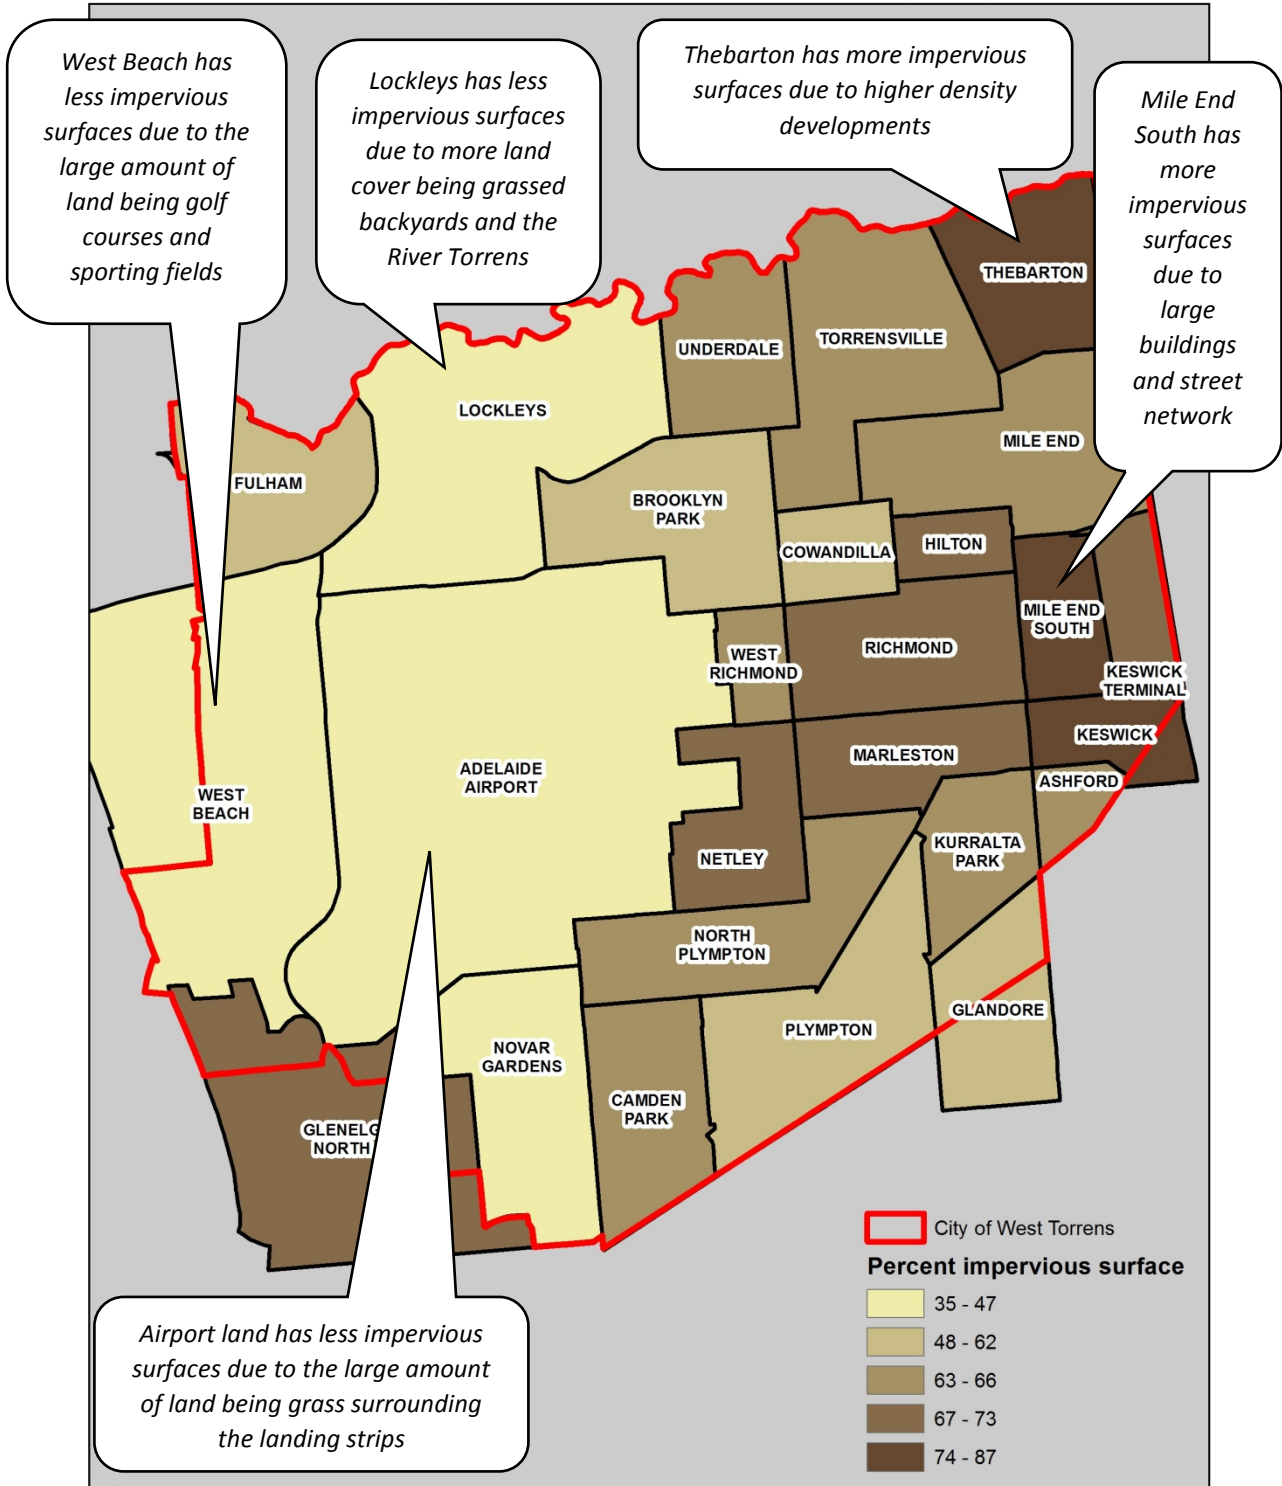 West Beach has
less impervious
surfaces due to the
large amount of
land being golf
courses and
sporting fields
Lockleys has less
impervious surfaces
due to more land
cover being grassed
backyards and the
River Torrens
Thebarton has more impervious
surfaces due to higher density
developments
Mile End
South has
more
impervious
surfaces
due to
large
buildings
and street
network
THEBARTON
TORRENSVILLE
UNDERDALE
LOCKLEYS
MILE END
FULHAM
BROOKLYN
PARK
COWANDILLA
HILTON
MILE END
SOUTH
WEST
RICHMOND
RICHMOND
KESWICK
TERMINAL
KESWICK
MARLESTON
ADELAIDE
AIRPORT
ASHFORD
WEST
BEACH
NETLEY
KURRALTA
PARK
NORTH
PLYMPTON
GLANDORE
PLYMPTON
NOVAR
GARDENS
CAMDEN
PARK
GLENELG
NORTH
Airport land has less impervious
surfaces due to the large amount
of land being grass surrounding
the landing strips
City of West Torrens
Percent impervious surface
35 - 47
48 - 62
63 - 66
67 - 73
74 - 87